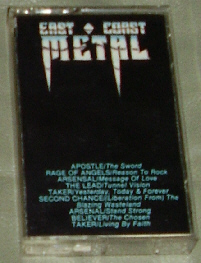 EAST COAST
METAL
APOSTLE/The Sword
RAGE OF ANGELS/Reason To Rock
ARSENSAL/Message Of Love
THE LEAD/Tunnel Vision
TAKER/Yesterday, Today & Forever
SECOND CHANCE/(Liberation From) The
Blazing Wasteland
ARSENAL/Stand Strong
BELIEVER/The Chosen
TAKER/Living By Faith